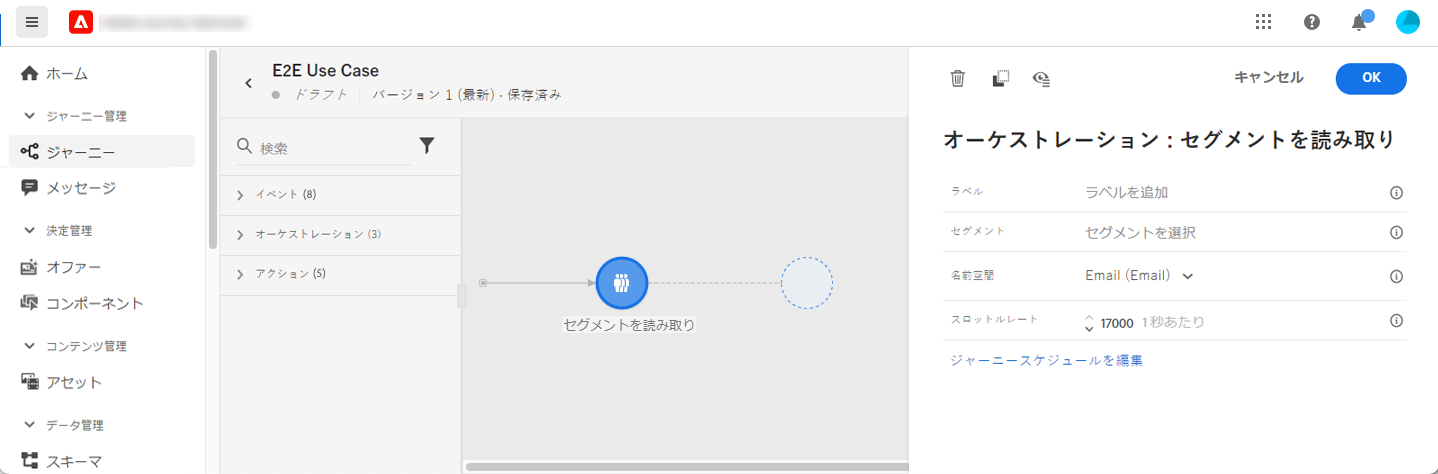 ホーム
ジャーニー管理
ジャーニー
メッセージ
決定管理
オファー
コンポーネント
コンテンツ管理
アセット
データ管理
スキーマ
E2E Use Case
ドラフト
バージョン 1 (最新) · 保存済み
検索
イベント (8)
オーケストレーション (3)
アクション (5)
セグメントを読み取り
キャンセル
OK
オーケストレーション : セグメントを読み取り
ラベル ラベルを追加
セグメント セグメントを選択
名前空間 Email (Email)
スロットルレート 17000 1 秒あたり
ジャーニースケジュールを編集